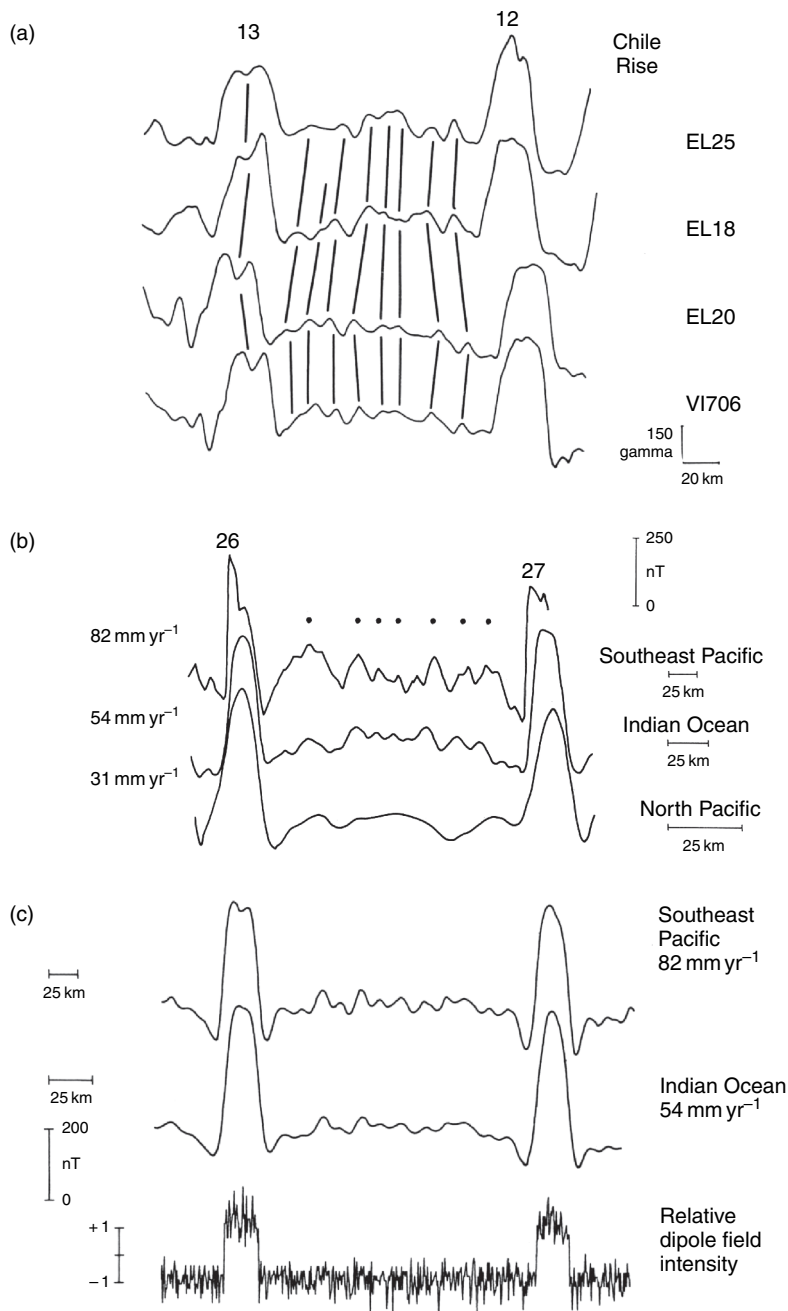 (a)
13
12
Chile
Rise
EL25
EL18
EL20
VI706
150
gamma
20 km
(b)
26
27
250
nT
0
82 mm yr⁻¹
Southeast Pacific
25 km
54 mm yr⁻¹
Indian Ocean
25 km
31 mm yr⁻¹
North Pacific
25 km
(c)
Southeast
Pacific
82 mm yr⁻¹
25 km
Indian Ocean
54 mm yr⁻¹
25 km
200
nT
0
Relative
dipole field
intensity
+1
−1